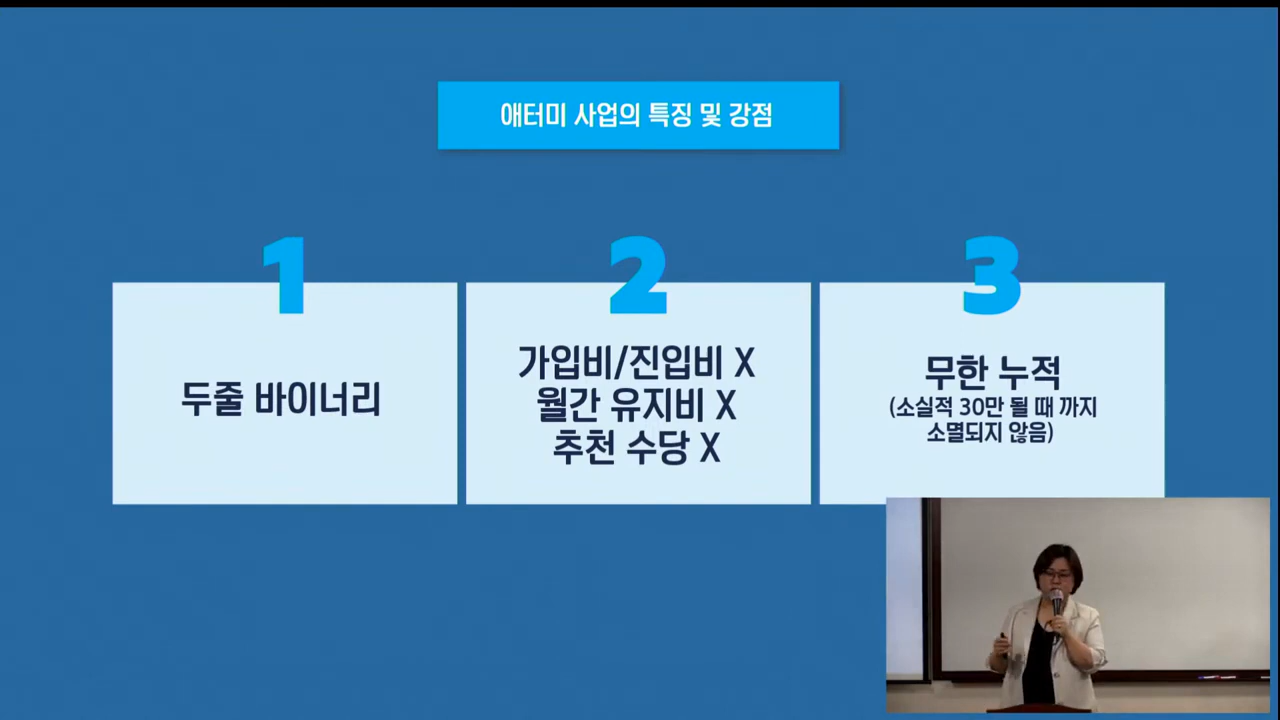 애터미 사업의 특징 및 강점
1
두줄 바이너리
2
가입비/진입비 X
월간 유지비 X
추천 수당 X
3
무한 누적
(소실적 30만 될 때 까지
소멸되지 않음)